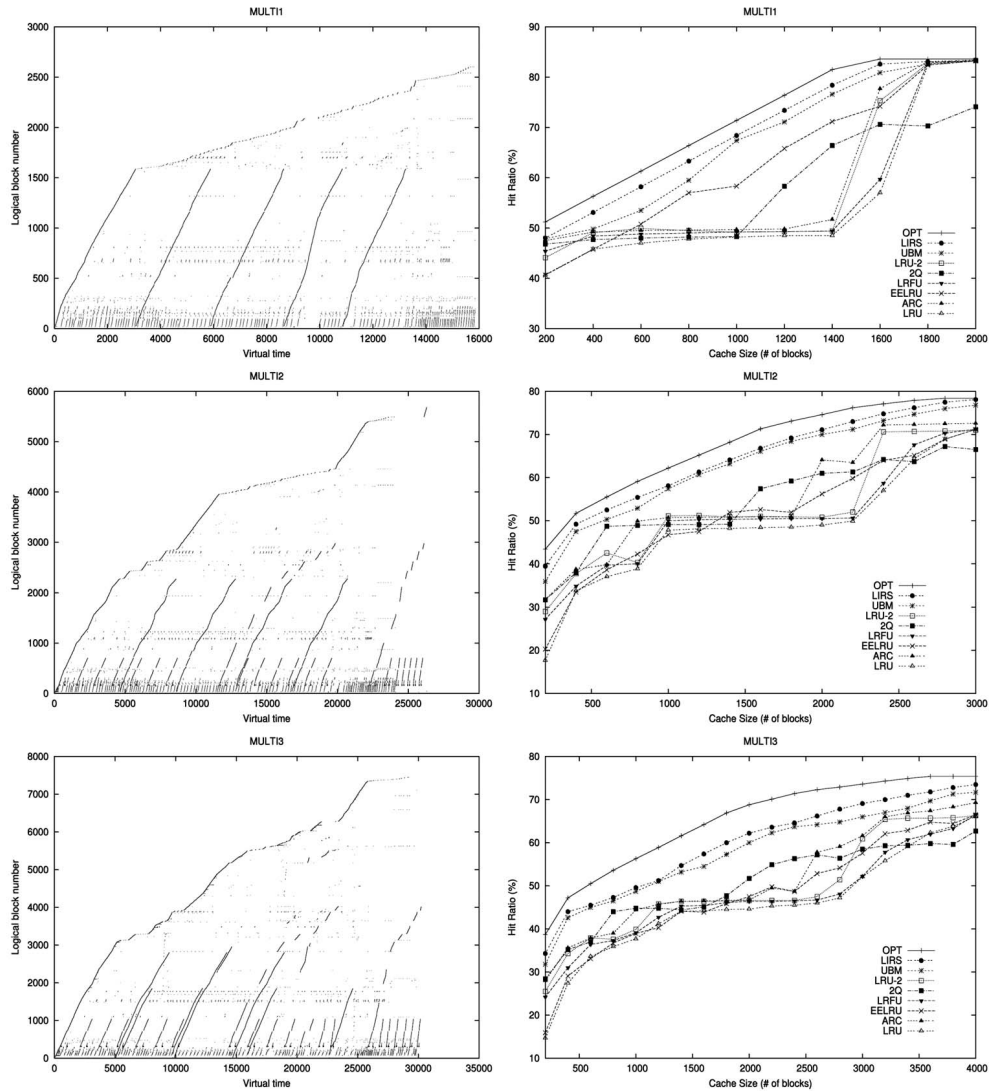 MULTI1
3000
2500
2000
1500
1000
500
0
Logical block number
0 2000 4000 6000 8000 10000 12000 14000 16000
Virtual time
MULTI1
90
80
70
60
50
40
30
Hit Ratio (%)
OPT
LIRS
UBM
LRU-2
2Q
LRFU
EELRU
ARC
LRU
200 400 600 800 1000 1200 1400 1600 1800 2000
Cache Size (# of blocks)
MULTI2
6000
5000
4000
3000
2000
1000
0
Logical block number
0 5000 10000 15000 20000 25000 30000
Virtual time
MULTI2
80
70
60
50
40
30
20
10
Hit Ratio (%)
OPT
LIRS
UBM
LRU-2
2Q
LRFU
EELRU
ARC
LRU
500 1000 1500 2000 2500 3000
Cache Size (# of blocks)
MULTI3
8000
7000
6000
5000
4000
3000
2000
1000
0
Logical block number
0 5000 10000 15000 20000 25000 30000 35000
Virtual time
MULTI3
80
70
60
50
40
30
20
10
Hit Ratio (%)
OPT
LIRS
UBM
LRU-2
2Q
LRFU
EELRU
ARC
LRU
500 1000 1500 2000 2500 3000 3500 4000
Cache Size (# of blocks)